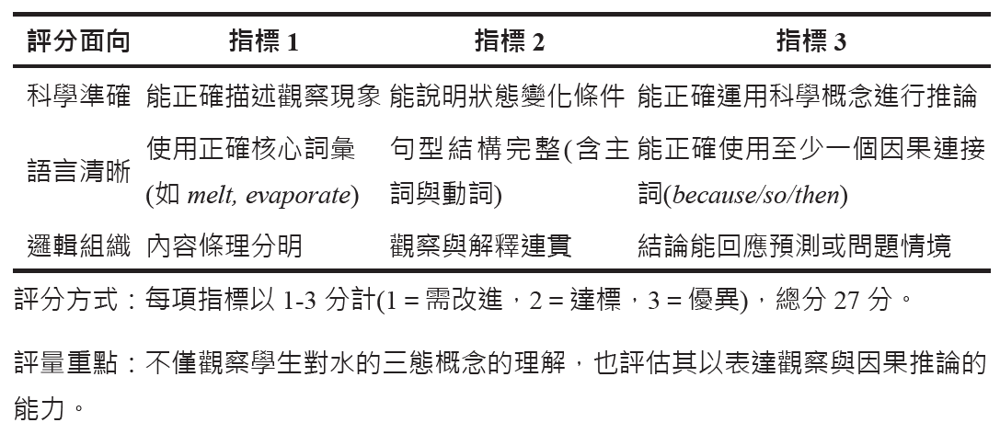 評分面向 指標 1 指標 2 指標 3
科學準確 能正確描述觀察現象 能說明狀態變化條件 能正確運用科學概念進行推論
語言清晰 使用正確核心詞彙(如 melt, evaporate) 句型結構完整(含主詞與動詞) 能正確使用至少一個因果連接詞(because/so/then)
邏輯組織 內容條理分明 觀察與解釋連貫 結論能回應預測或問題情境
評分方式：每項指標以 1-3 分計(1 = 需改進，2 = 達標，3 = 優異)，總分 27 分。
評量重點：不僅觀察學生對水的三態概念的理解，也評估其以表達觀察與因果推論的
能力。